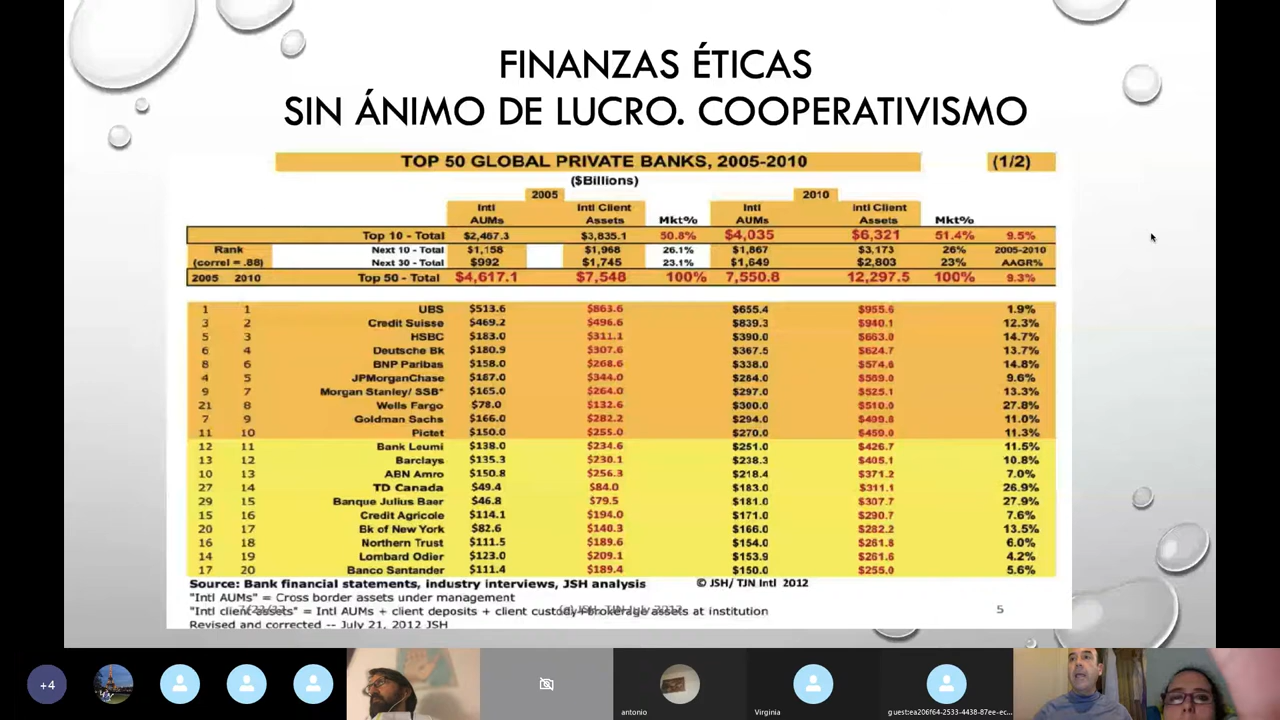 FINANZAS ÉTICAS
SIN ÁNIMO DE LUCRO. COOPERATIVISMO
TOP 50 GLOBAL PRIVATE BANKS, 2005-2010 (1/2)
($Billions)
2005 2010
Intl Intl Client Intl Intl Client
AUMs Assets Mkt% AUMs Assets Mkt%
Top 10 - Total $2,467.3 $3,835.1 50.8% $4,035 $6,321 51.4% 9.5%
Rank Next 10 - Total $1,158 $1,968 26.1% $1,867 $3,173 26% 2005-2010
(correl = .88) Next 30 - Total $992 $1,745 23.1% $1,649 $2,803 23% AAGR%
2005 2010 Top 50 - Total $4,617.1 $7,548 100% 7,550.8 12,297.5 100% 9.3%
1 1 UBS $513.6 $863.6 $655.4 $955.6 1.9%
3 2 Credit Suisse $469.2 $496.6 $839.3 $940.1 12.3%
5 3 HSBC $183.0 $311.1 $390.0 $663.0 14.7%
6 4 Deutsche Bk $180.9 $307.6 $367.5 $624.7 13.7%
8 6 BNP Paribas $158.0 $268.6 $338.0 $574.6 14.8%
4 5 JPMorganChase $187.0 $344.0 $284.0 $569.0 9.6%
9 7 Morgan Stanley/ SSB* $165.0 $264.0 $297.0 $525.1 13.3%
21 8 Wells Fargo $78.0 $132.6 $300.0 $510.0 27.8%
7 9 Goldman Sachs $166.0 $282.2 $294.0 $499.8 11.0%
11 10 Pictet $150.0 $255.0 $270.0 $459.0 11.3%
12 11 Bank Leumi $138.0 $234.6 $251.0 $426.7 11.5%
13 12 Barclays $135.3 $230.1 $238.3 $405.1 10.8%
10 13 ABN Amro $150.8 $256.3 $218.4 $371.2 7.0%
27 14 TD Canada $49.4 $84.0 $183.0 $311.1 26.9%
29 15 Banque Julius Baer $46.8 $79.5 $181.0 $307.7 27.9%
15 16 Credit Agricole $114.1 $194.0 $171.0 $290.7 7.6%
20 17 Bk of New York $82.6 $140.3 $166.0 $282.2 13.5%
16 18 Northern Trust $111.5 $189.6 $154.0 $261.8 6.0%
14 19 Lombard Odier $123.0 $209.1 $153.9 $261.6 4.2%
17 20 Banco Santander $111.4 $189.4 $150.0 $255.0 5.6%
Source: Bank financial statements, industry interviews, JSH analysis © JSH/ TJN Intl 2012
"Intl AUMs" = Cross border assets under management
"Intl client assets" = Intl AUMs + client deposits + client custody+brokerage assets at institution 5
Revised and corrected -- July 21, 2012 JSH
+4
antonio Virginia guest:ea206f64-2533-4438-87ee-ec...